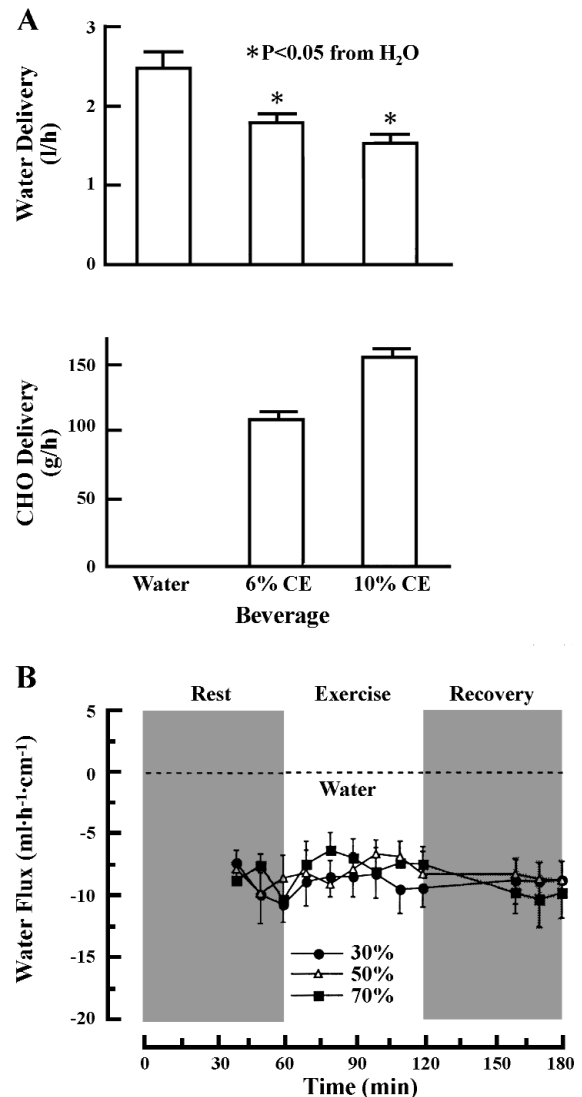 A
3
*P<0.05 from H₂O
2
1
0
Water Delivery
(l/h)
150
100
50
0
CHO Delivery
(g/h)
Water 6% CE 10% CE
Beverage
* *
B
Rest Exercise Recovery
5
0
-5
-10
-15
-20
Water
Water Flux (ml·h⁻¹·cm⁻¹)
30%
50%
70%
0 30 60 90 120 150 180
Time (min)